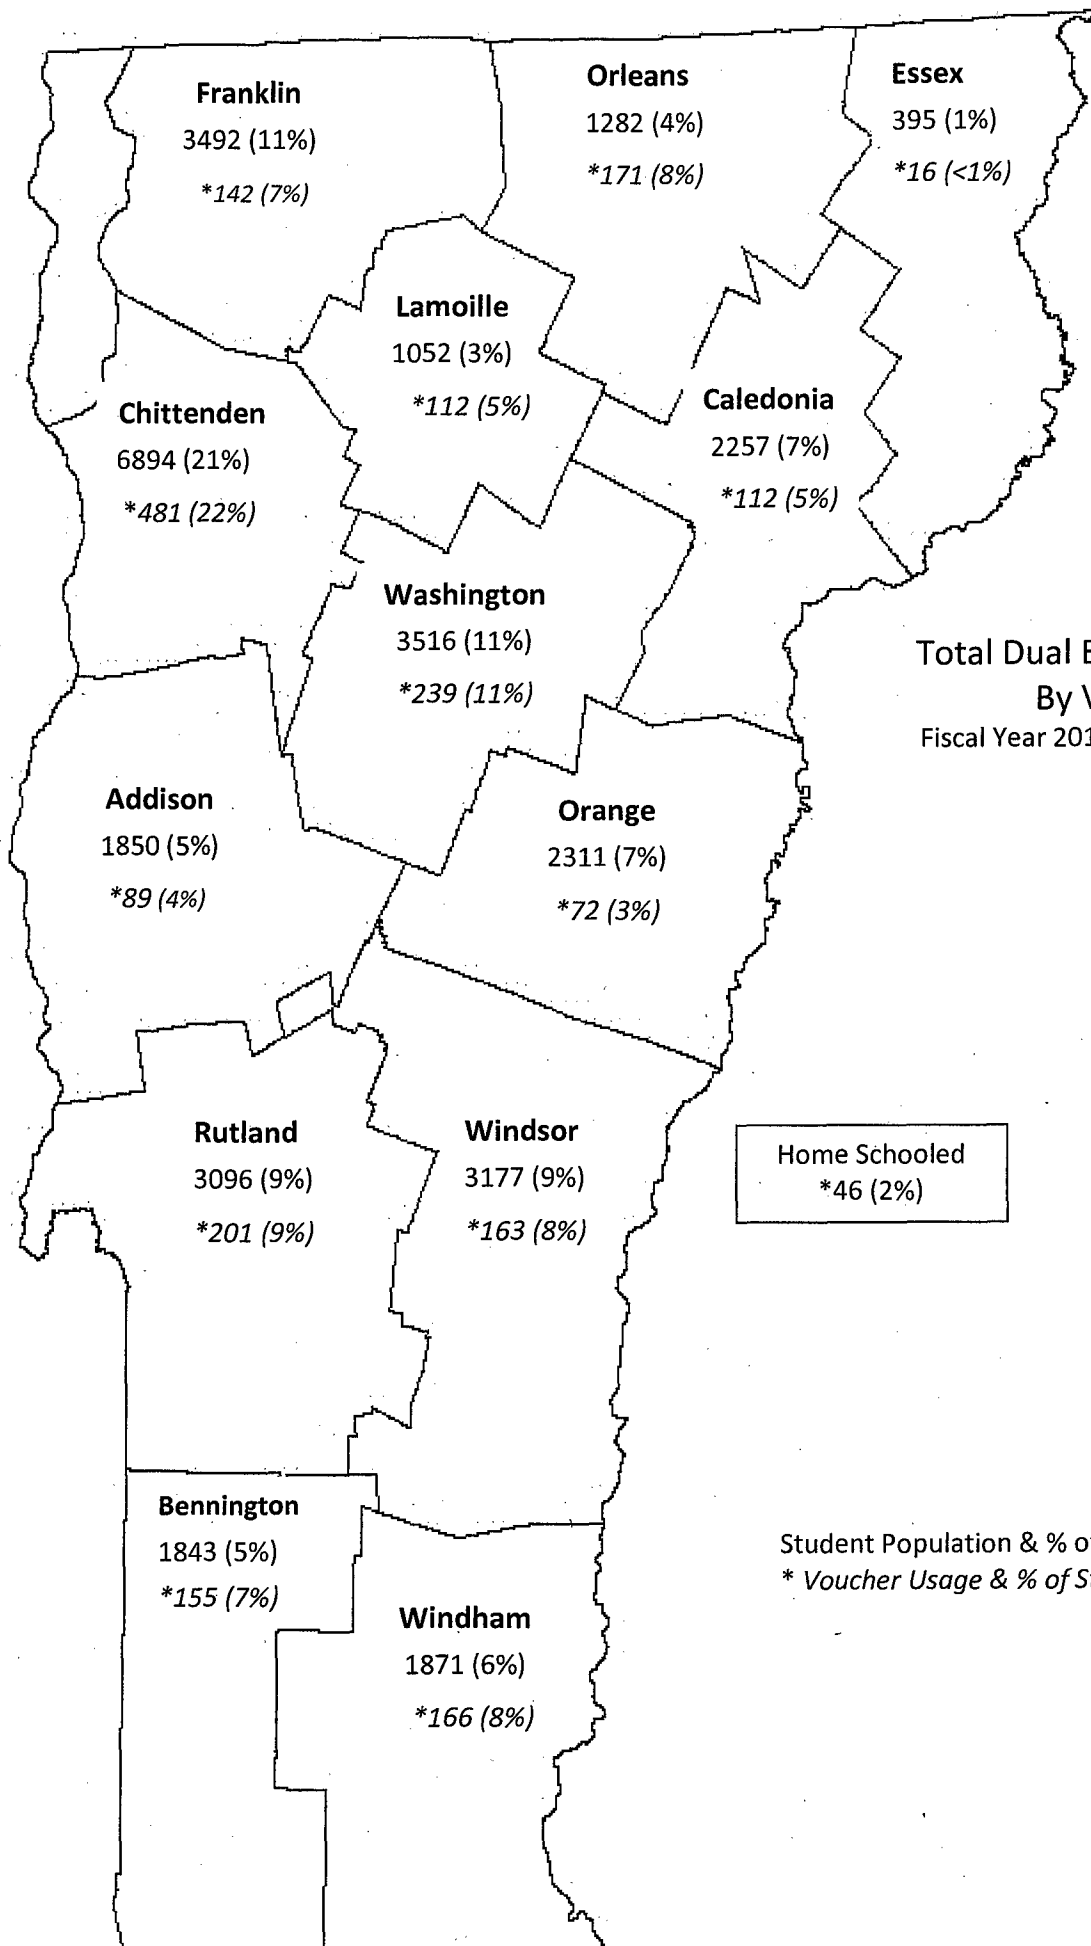 Franklin
3492 (11%)
*142 (7%)
Orleans
1282 (4%)
*171 (8%)
Essex
395 (1%)
*16 (<1%)
Lamoille
1052 (3%)
*112 (5%)
Chittenden
6894 (21%)
*481 (22%)
Caledonia
2257 (7%)
*112 (5%)
Washington
3516 (11%)
*239 (11%)
Total Dual
By
Fiscal Year 201
Addison
1850 (5%)
*89 (4%)
Orange
2311 (7%)
*72 (3%)
Rutland
3096 (9%)
*201 (9%)
Windsor
3177 (9%)
*163 (8%)
Home Schooled
*46 (2%)
Bennington
1843 (5%)
*155 (7%)
Student Population & %
* Voucher Usage & % of
Windham
1871 (6%)
*166 (8%)